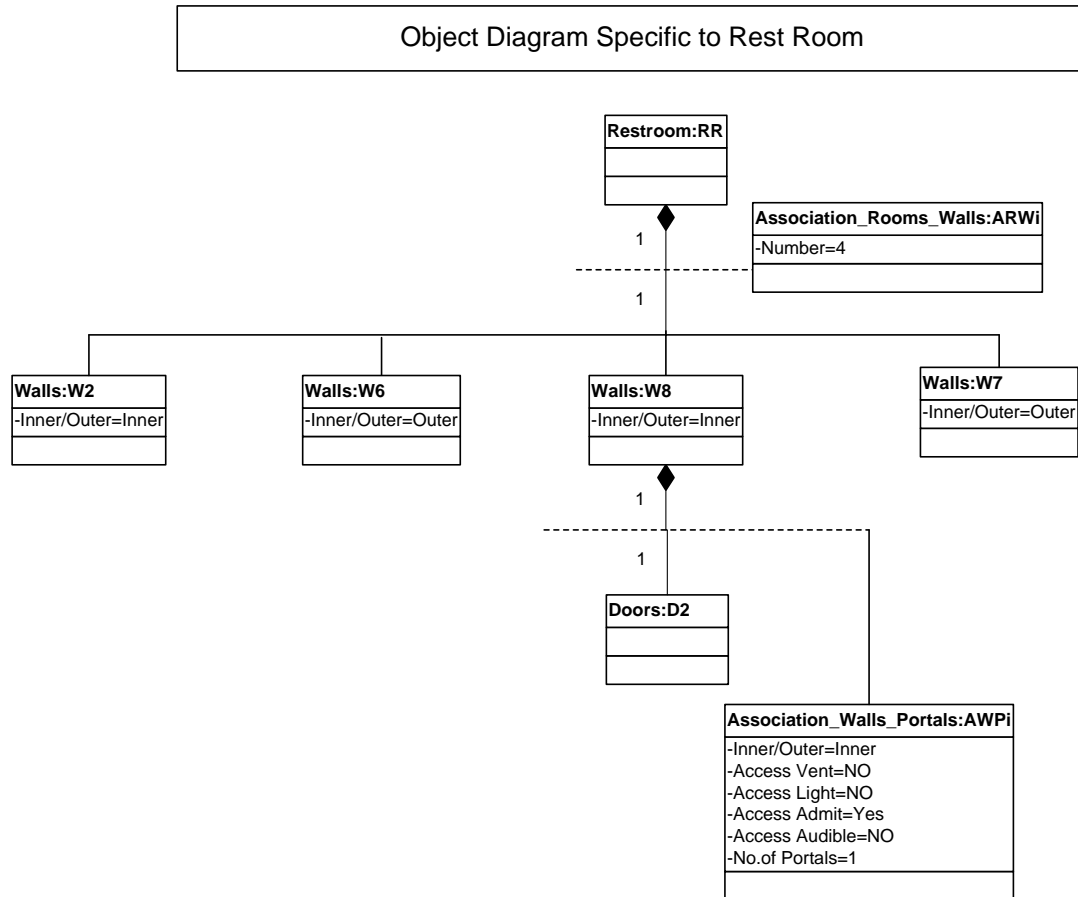 Object Diagram Specific to Rest Room
Restroom:RR
Association_Rooms_Walls:ARWi
-Number=4
1
1
Walls:W2
-Inner/Outer=Inner
Walls:W6
-Inner/Outer=Outer
Walls:W8
-Inner/Outer=Inner
Walls:W7
-Inner/Outer=Outer
1
1
Doors:D2
Association_Walls_Portals:AWPi
-Inner/Outer=Inner
-Access Vent=NO
-Access Light=NO
-Access Admit=Yes
-Access Audible=NO
-No.of Portals=1